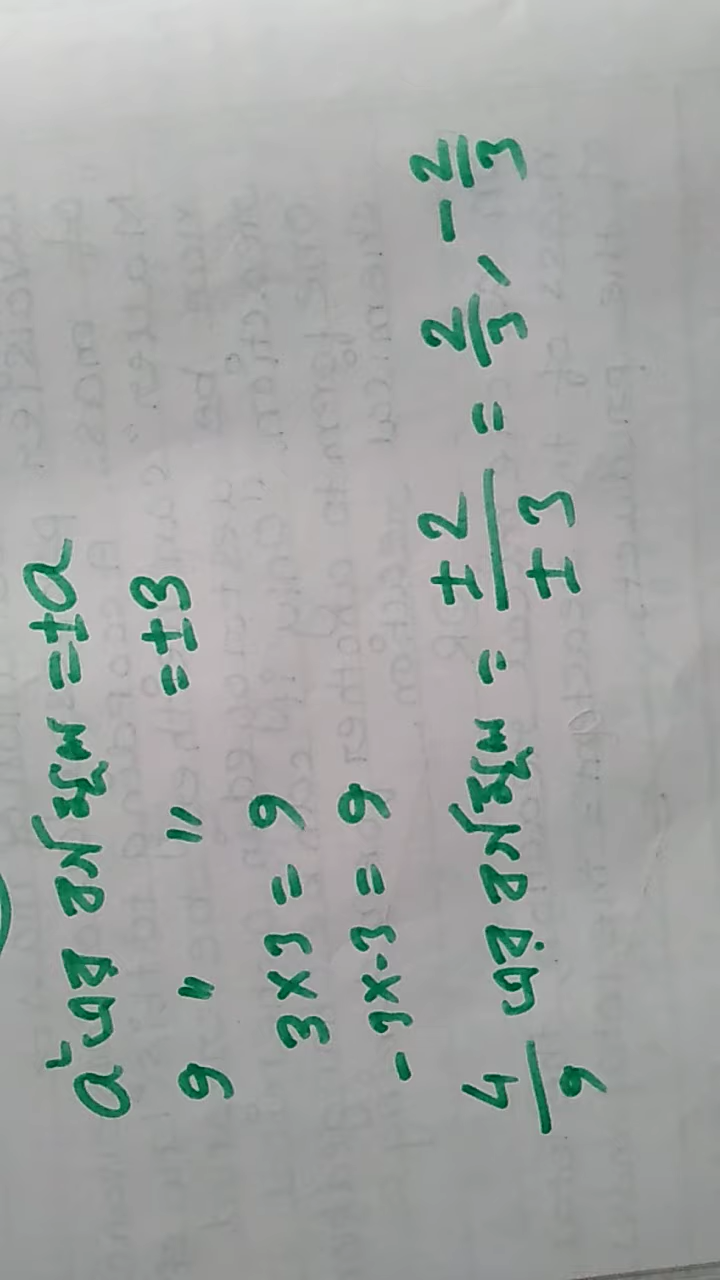 a² এর বর্গমূল = ±a
9 " " = ±3
3 x 3 = 9
-3 x -3 = 9
4/9 এর বর্গমূল = ±2/±3 = 2/3, -2/3